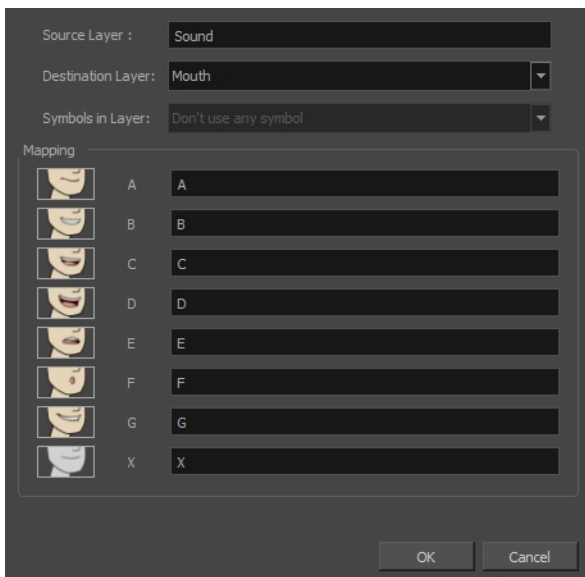 Source Layer : Sound
Destination Layer: Mouth
Symbols in Layer: Don't use any symbol
Mapping
A A
B B
C C
D D
E E
F F
G G
X X
OK Cancel